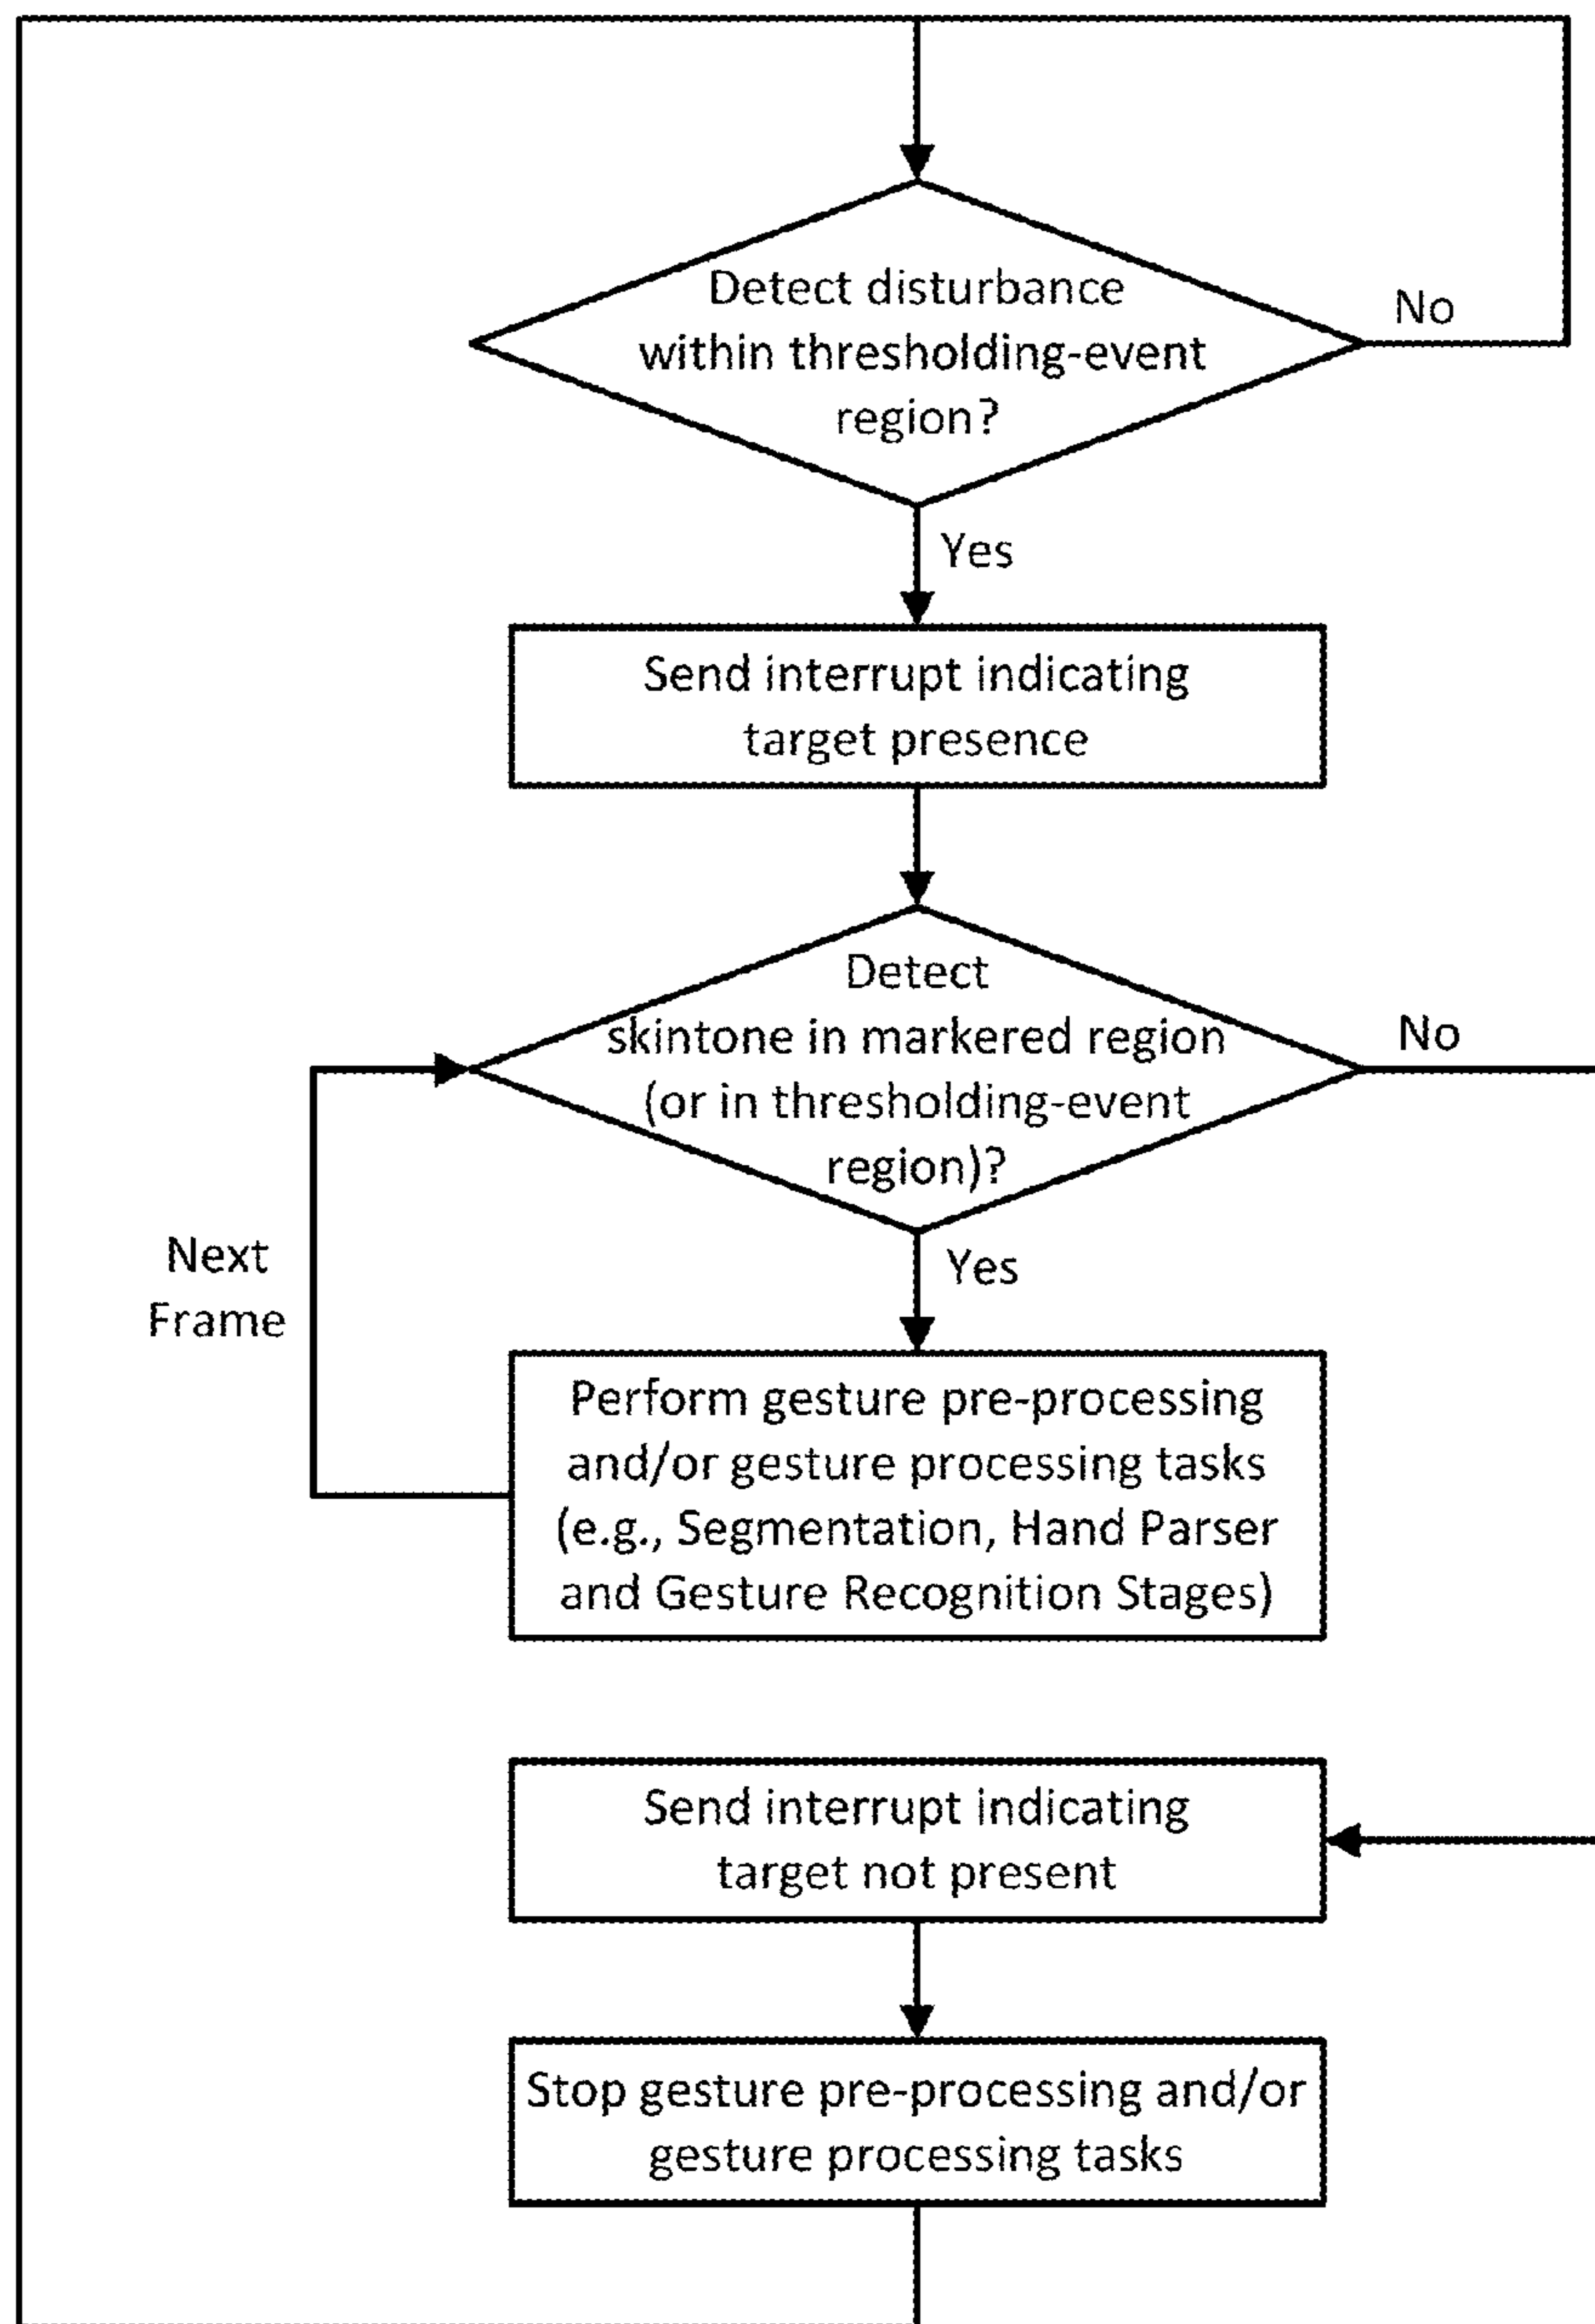 Detect disturbance
within thresholding-event
region?
No
Yes
Send interrupt indicating
target presence
Detect
skintone in markered region
(or in thresholding-event
region)?
No
Yes
Next
Frame
Perform gesture pre-processing
and/or gesture processing tasks
(e.g., Segmentation, Hand Parser
and Gesture Recognition Stages)
Send interrupt indicating
target not present
Stop gesture pre-processing and/or
gesture processing tasks